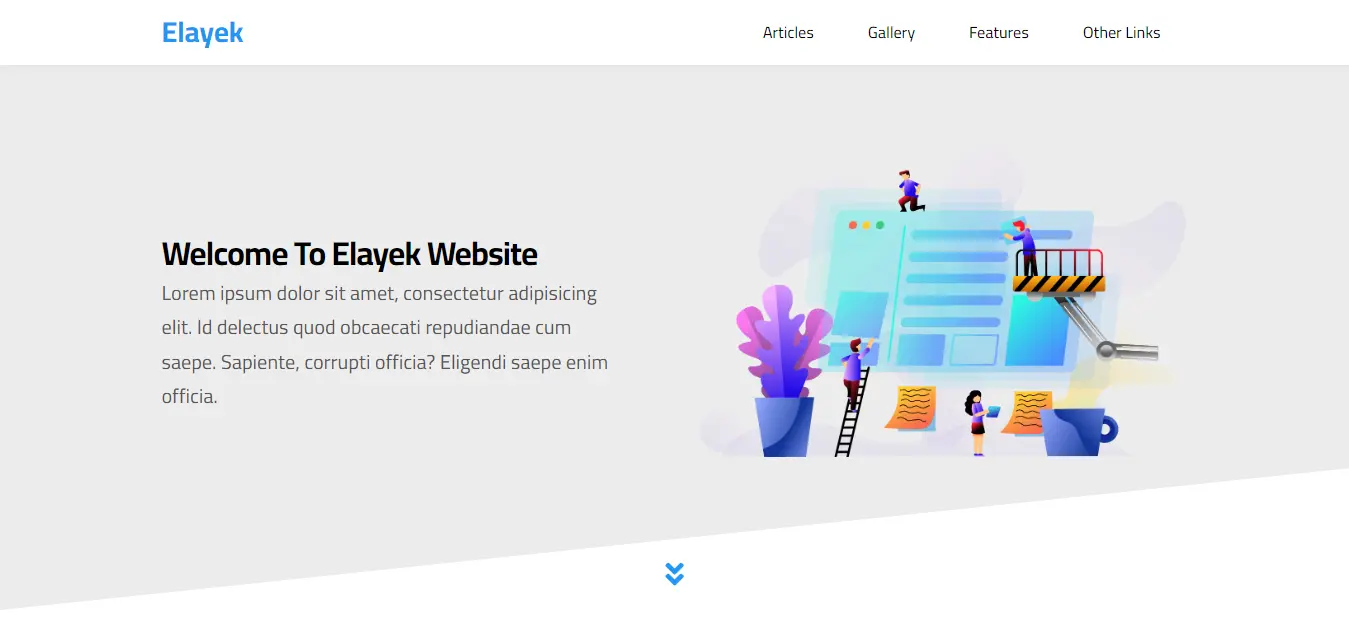 Elayek
Articles
Gallery
Features
Other Links
Welcome To Elayek Website
Lorem ipsum dolor sit amet, consectetur adipisicing
elit. Id delectus quod obcaecati repudiandae cum
saepe. Sapiente, corrupti officia? Eligendi saepe enim
officia.